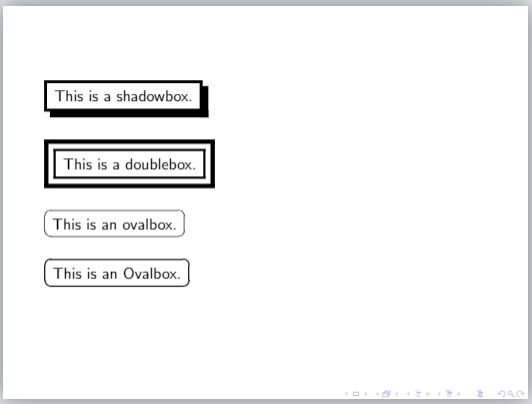 This is a shadowbox.
This is a doublebox.
This is an ovalbox.
This is an Ovalbox.